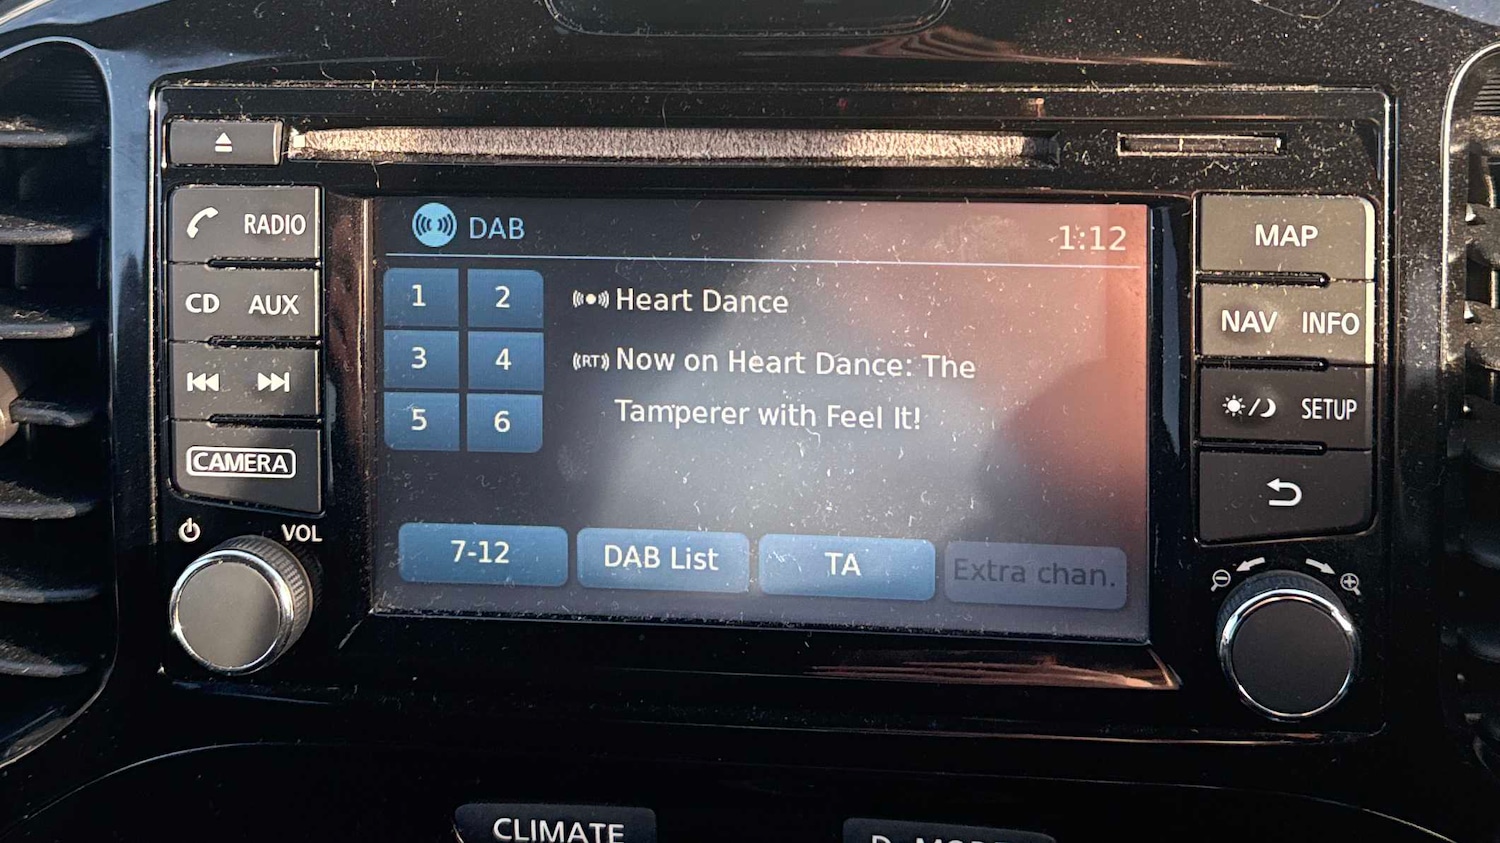 RADIO
CD AUX
CAMERA
VOL
DAB
1:12
1 2
3 4
5 6
Heart Dance
RT Now on Heart Dance: The
Tamperer with Feel It!
7-12 DAB List TA Extra chan.
MAP
NAV INFO
SETUP
CLIMATE